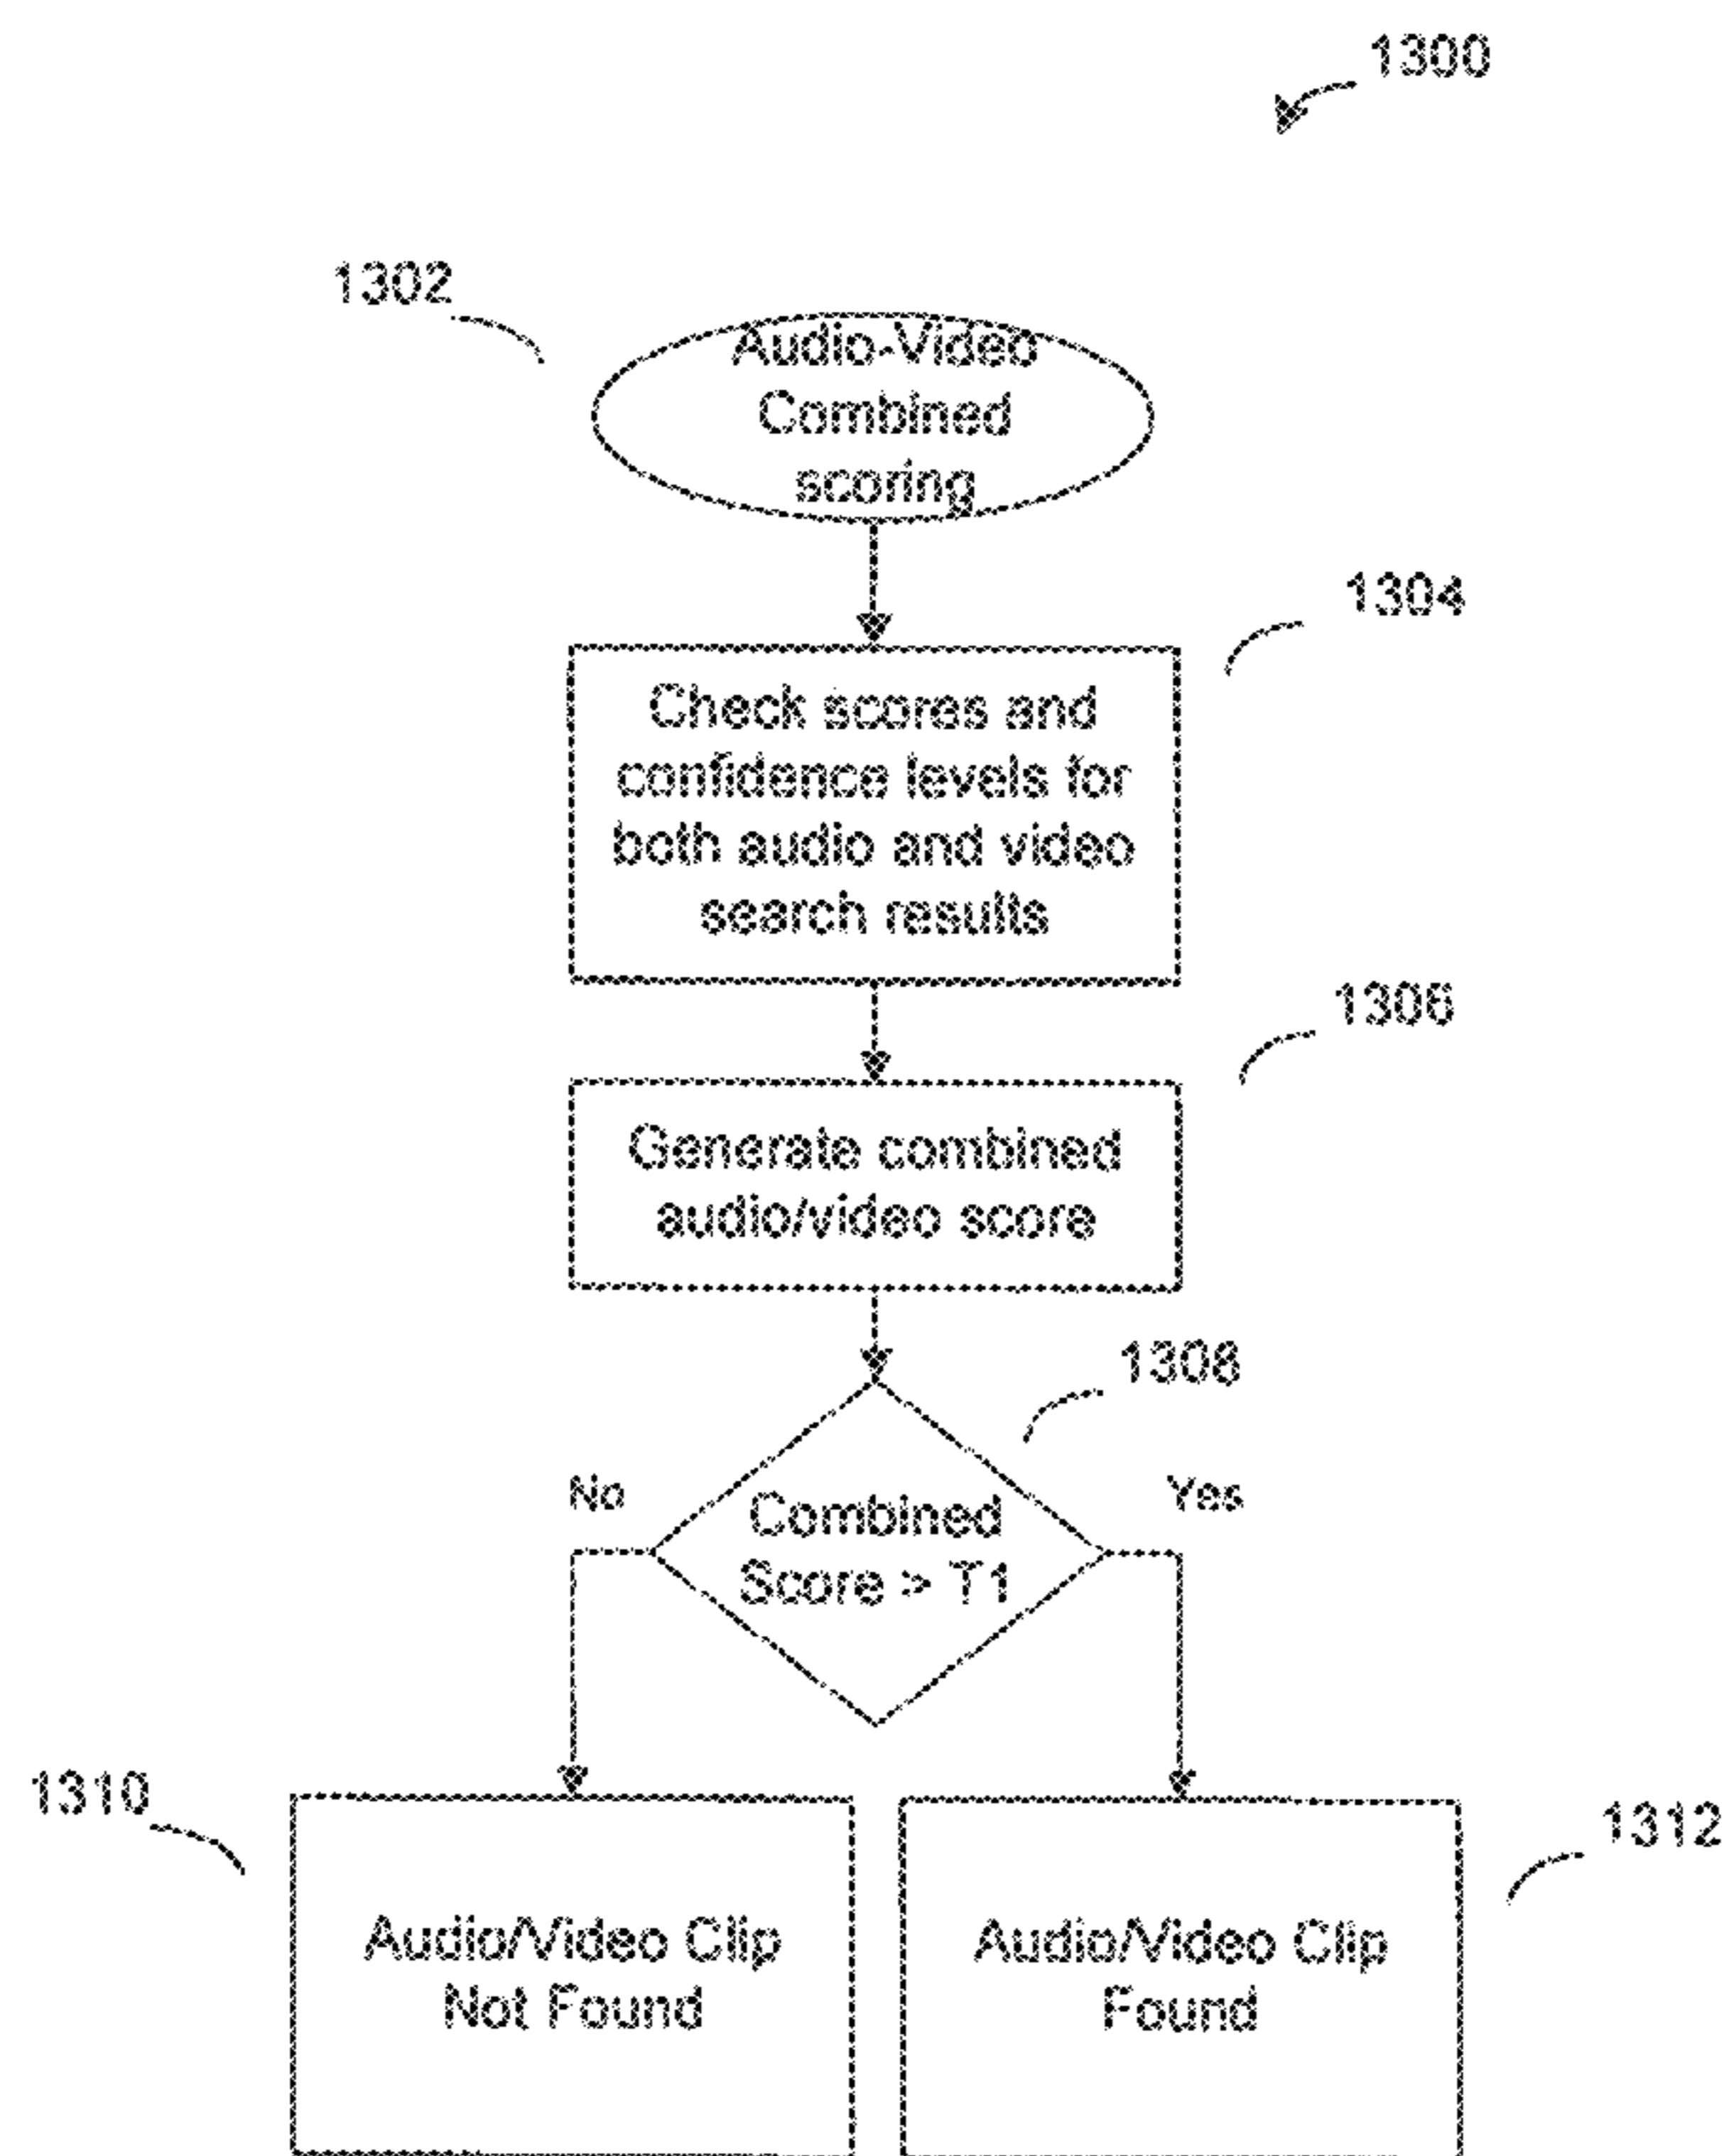 1300
1302
Audio-Video
Combined
scoring
1304
Check scores and
confidence levels for
both audio and video
search results
1306
Generate combined
audio/video score
1308
No
Yes
Combined
Score > T1
1310
1312
Audio/Video Clip
Not Found
Audio/Video Clip
Found